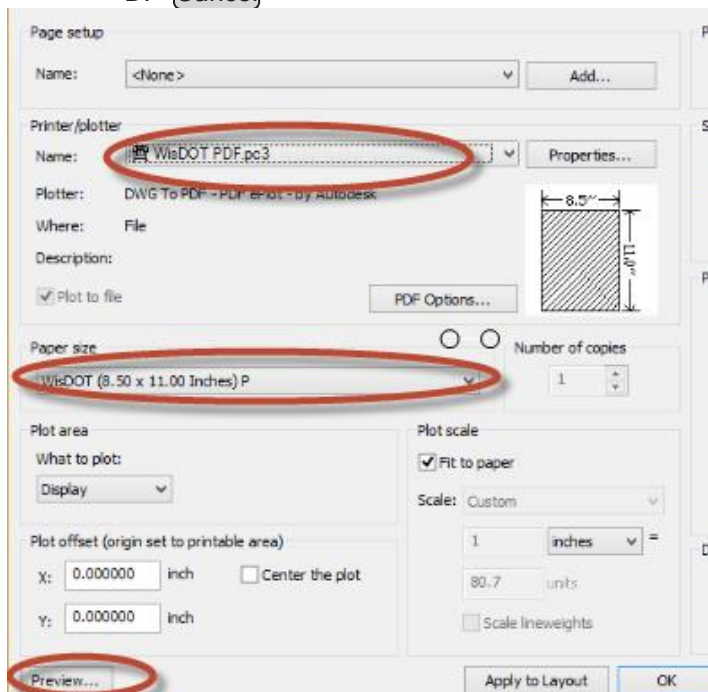 D. Cancel
Page setup
Name: <None> Add...
Printer/plotter
Name: WisDOT PDF.pc3 Properties...
Plotter: DWG To PDF - PDF ePlot - by Autodesk
Where: File
Description:
Plot to file
PDF Options...
8.5"
11.0"
Paper size
WisDOT (8.50 x 11.00 Inches) P
Number of copies
1
Plot area
What to plot:
Display
Plot scale
Fit to paper
Scale: Custom
1 inches =
80.7 units
Scale lineweights
Plot offset (origin set to printable area)
X: 0.000000 inch Center the plot
Y: 0.000000 inch
Preview... Apply to Layout OK